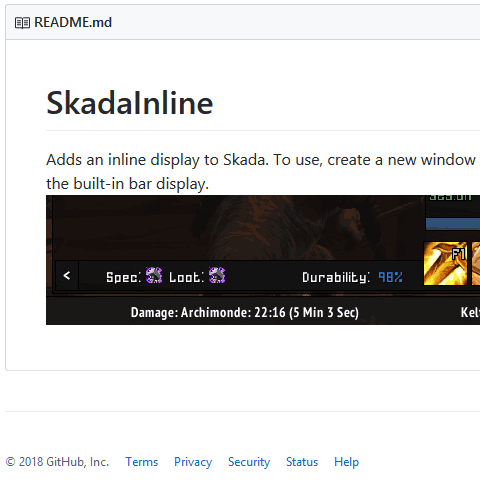 README.md
SkadaInline
Adds an inline display to Skada. To use, create a new window
the built-in bar display.
F1
< Spec: Loot: Durability: 98%
Damage: Archimonde: 22:16 (5 Min 3 Sec) Kel
© 2018 GitHub, Inc. Terms Privacy Security Status Help